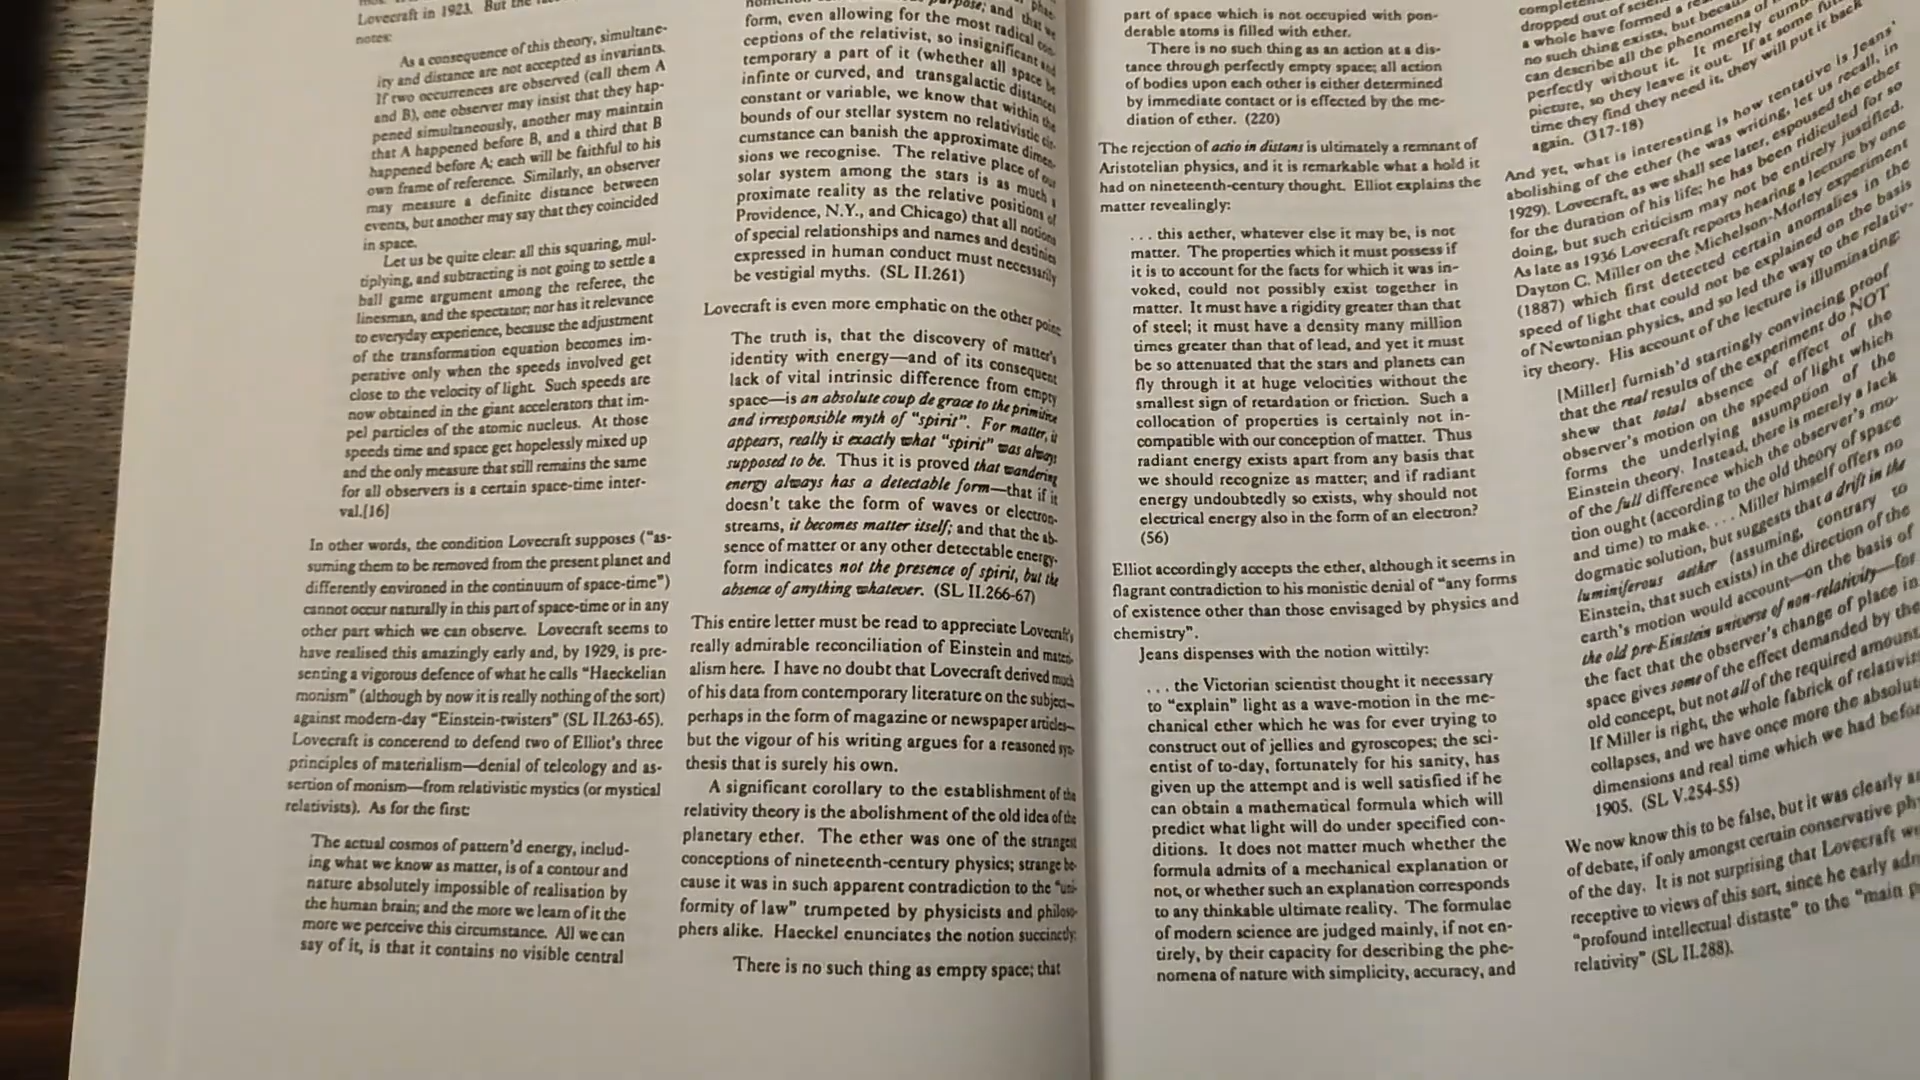 Lovecraft in 1923. But the
notes:
As a consequence of this theory, simultane-
ity and distance are not accepted as invariants.
If two occurrences are observed (call them A
and B), one observer may insist that they hap-
pened simultaneously, another may maintain
that A happened before B, and a third that B
happened before A; each will be faithful to his
own frame of reference. Similarly, an observer
may measure a definite distance between
events, but another may say that they coincided
in space.
Let us be quite clear: all this squaring, mul-
tiplying, and subtracting is not going to settle a
ball game argument among the referee, the
linesman, and the spectator; nor has it relevance
to everyday experience, because the adjustment
of the transformation equation becomes im-
perative only when the speeds involved get
close to the velocity of light. Such speeds are
now obtained in the giant accelerators that im-
pel particles of the atomic nucleus. At those
speeds time and space get hopelessly mixed up
and the only measure that still remains the same
for all observers is a certain space-time inter-
val.[16]
In other words, the condition Lovecraft supposes ("as-
suming them to be removed from the present planet and
differently environed in the continuum of space-time")
cannot occur naturally in this part of space-time or in any
other part which we can observe. Lovecraft seems to
have realised this amazingly early and, by 1929, is pre-
senting a vigorous defence of what he calls "Haeckelian
monism" (although by now it is really nothing of the sort)
against modern-day "Einstein-twisters" (SL II.263-65).
Lovecraft is concerend to defend two of Elliot's three
principles of materialism—denial of teleology and as-
sertion of monism—from relativistic mystics (or mystical
relativists). As for the first:
The actual cosmos of pattern'd energy, includ-
ing what we know as matter, is of a contour and
nature absolutely impossible of realisation by
the human brain; and the more we learn of it the
more we perceive this circumstance. All we can
say of it, is that it contains no visible central
purpose; and that we
form, even allowing for the most radical con-
ceptions of the relativist, so insignificant and
temporary a part of it (whether all space be
infinte or curved, and transgalactic distances
constant or variable, we know that within the
bounds of our stellar system no relativistic cir-
cumstance can banish the approximate dimen-
sions we recognise. The relative place of our
solar system among the stars is as much a
proximate reality as the relative positions of
Providence, N.Y., and Chicago) that all notions
of special relationships and names and destinies
expressed in human conduct must necessarily
be vestigial myths. (SL II.261)
Lovecraft is even more emphatic on the other point:
The truth is, that the discovery of matter's
identity with energy—and of its consequent
lack of vital intrinsic difference from empty
space—is an absolute coup de grace to the primitive
and irresponsible myth of "spirit". For matter, it
appears, really is exactly what "spirit" was always
supposed to be. Thus it is proved that wandering
energy always has a detectable form—that if it
doesn't take the form of waves or electron-
streams, it becomes matter itself; and that the ab-
sence of matter or any other detectable energy-
form indicates not the presence of spirit, but the
absence of anything whatever. (SL II.266-67)
This entire letter must be read to appreciate Lovecraft's
really admirable reconciliation of Einstein and materi-
alism here. I have no doubt that Lovecraft derived much
of his data from contemporary literature on the subject—
perhaps in the form of magazine or newspaper articles—
but the vigour of his writing argues for a reasoned syn-
thesis that is surely his own.
A significant corollary to the establishment of the
relativity theory is the abolishment of the old idea of the
planetary ether. The ether was one of the strangest
conceptions of nineteenth-century physics; strange be-
cause it was in such apparent contradiction to the "uni-
formity of law" trumpeted by physicists and philoso-
phers alike. Haeckel enunciates the notion succinctly:
There is no such thing as empty space; that
part of space which is not occupied with pon-
derable atoms is filled with ether.
There is no such thing as an action at a dis-
tance through perfectly empty space; all action
of bodies upon each other is either determined
by immediate contact or is effected by the me-
diation of ether. (220)
The rejection of actio in distans is ultimately a remnant of
Aristotelian physics, and it is remarkable what a hold it
had on nineteenth-century thought. Elliot explains the
matter revealingly:
. . . this aether, whatever else it may be, is not
matter. The properties which it must possess if
it is to account for the facts for which it was in-
voked, could not possibly exist together in
matter. It must have a rigidity greater than that
of steel; it must have a density many million
times greater than that of lead, and yet it must
be so attenuated that the stars and planets can
fly through it at huge velocities without the
smallest sign of retardation or friction. Such a
collocation of properties is certainly not in-
compatible with our conception of matter. Thus
radiant energy exists apart from any basis that
we should recognize as matter; and if radiant
energy undoubtedly so exists, why should not
electrical energy also in the form of an electron?
(56)
Elliot accordingly accepts the ether, although it seems in
flagrant contradiction to his monistic denial of "any forms
of existence other than those envisaged by physics and
chemistry".
Jeans dispenses with the notion wittily:
. . . the Victorian scientist thought it necessary
to "explain" light as a wave-motion in the me-
chanical ether which he was for ever trying to
construct out of jellies and gyroscopes; the sci-
entist of to-day, fortunately for his sanity, has
given up the attempt and is well satisfied if he
can obtain a mathematical formula which will
predict what light will do under specified con-
ditions. It does not matter much whether the
formula admits of a mechanical explanation or
not, or whether such an explanation corresponds
to any thinkable ultimate reality. The formulae
of modern science are judged mainly, if not en-
tirely, by their capacity for describing the phe-
nomena of nature with simplicity, accuracy, and
dropped out of
a whole have formed a
no such thing exists, but
can describe all the phenomena of
perfectly without it. It merely
picture, so they leave it out. If at some
time they find they need it, they will put it back
again. (317-18)
And yet, what is interesting is how tentative is Jeans'
abolishing of the ether (he was writing, let us recall, in
1929). Lovecraft, as we shall see later, espoused the ether
for the duration of his life; he has been ridiculed for so
doing, but such criticism may not be entirely justified.
As late as 1936 Lovecraft reports hearing a lecture by one
Dayton C. Miller on the Michelson-Morley experiment
(1887) which first detected certain anomalies in the
speed of light that could not be explained on the basis
of Newtonian physics, and so led the way to the relativ-
ity theory. His account of the lecture is illuminating:
[Miller] furnish'd startingly convincing proof
that the real results of the experiment do NOT
shew that total absence of effect of the
observer's motion on the speed of light which
forms the underlying assumption of the
Einstein theory. Instead, there is merely a lack
of the full difference which the observer's mo-
tion ought (according to the old theory of space
and time) to make. . . . Miller himself offers no
dogmatic solution, but suggests that a drift in the
luminiferous aether (assuming, contrary to
Einstein, that such exists) in the direction of the
earth's motion would account—on the basis of
the old pre-Einstein universe of non-relativity—for
the fact that the observer's change of place in
space gives some of the effect demanded by the
old concept, but not all of the required amount.
If Miller is right, the whole fabrick of relativity
collapses, and we have once more the absolute
dimensions and real time which we had before
1905. (SL V.254-55)
We now know this to be false, but it was clearly a
of debate, if only amongst certain conservative
of the day. It is not surprising that Lovecraft
receptive to views of this sort, since he early
"profound intellectual distaste" to the "main
relativity" (SL II.288).